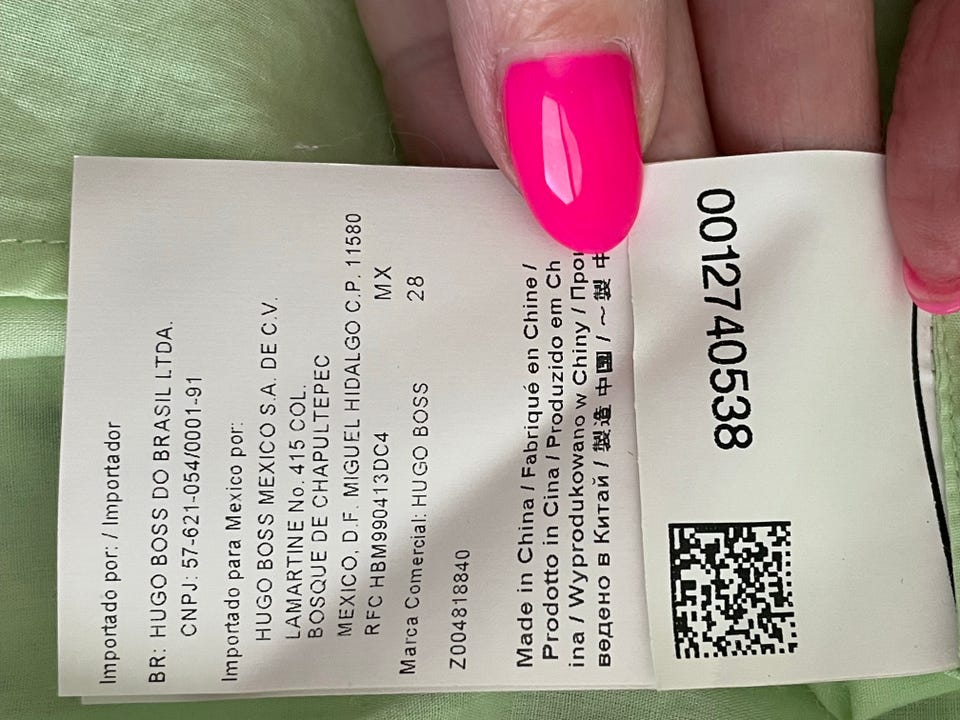 Importado por: / Importador
BR: HUGO BOSS DO BRASIL LTDA.
CNPJ: 57-621-054/0001-91
Importado para Mexico por:
HUGO BOSS MEXICO S.A. DE C.V.
LAMARTINE No. 415 COL.
BOSQUE DE CHAPULTEPEC
MEXICO, D.F. MIGUEL HIDALGO C.P. 11580
RFC HBM990413DC4 MX
Marca Comercial: HUGO BOSS 28
Z004818840
Made in China / Fabriqué en Chine /
Prodotto in Cina / Produzido em Ch
ina / Wyprodukowano w Chiny /
ведено в Китай / 製造 中國 / ～製 中
0012740538